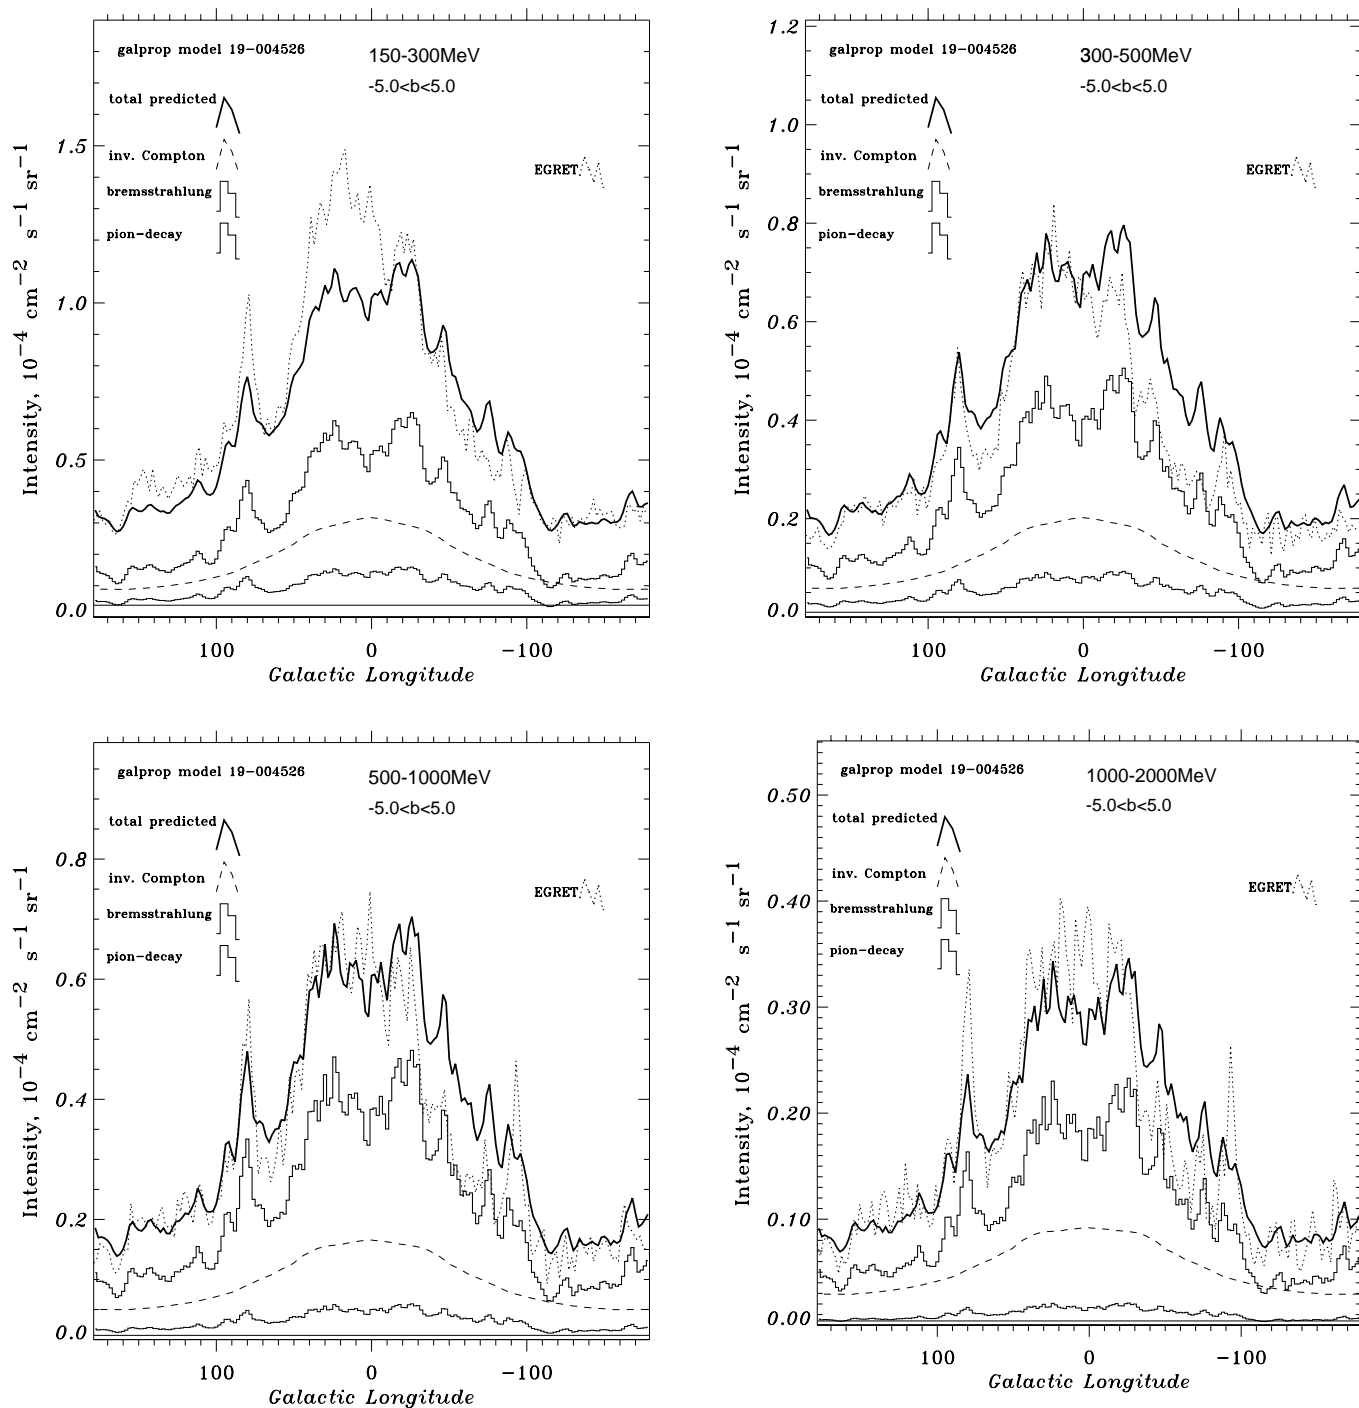 galprop model 19-004526
150-300MeV
-5.0<b<5.0
total predicted
inv. Compton
bremsstrahlung
pion-decay
EGRET
1.5
1.0
0.5
0.0
Intensity, 10−4 cm−2 s−1 sr−1
100 0 −100
Galactic Longitude
galprop model 19-004526
300-500MeV
-5.0<b<5.0
total predicted
inv. Compton
bremsstrahlung
pion-decay
EGRET
1.2
1.0
0.8
0.6
0.4
0.2
0.0
Intensity, 10−4 cm−2 s−1 sr−1
100 0 −100
Galactic Longitude
galprop model 19-004526
500-1000MeV
-5.0<b<5.0
total predicted
inv. Compton
bremsstrahlung
pion-decay
EGRET
0.8
0.6
0.4
0.2
0.0
Intensity, 10−4 cm−2 s−1 sr−1
100 0 −100
Galactic Longitude
galprop model 19-004526
1000-2000MeV
-5.0<b<5.0
total predicted
inv. Compton
bremsstrahlung
pion-decay
EGRET
0.50
0.40
0.30
0.20
0.10
0.00
Intensity, 10−4 cm−2 s−1 sr−1
100 0 −100
Galactic Longitude